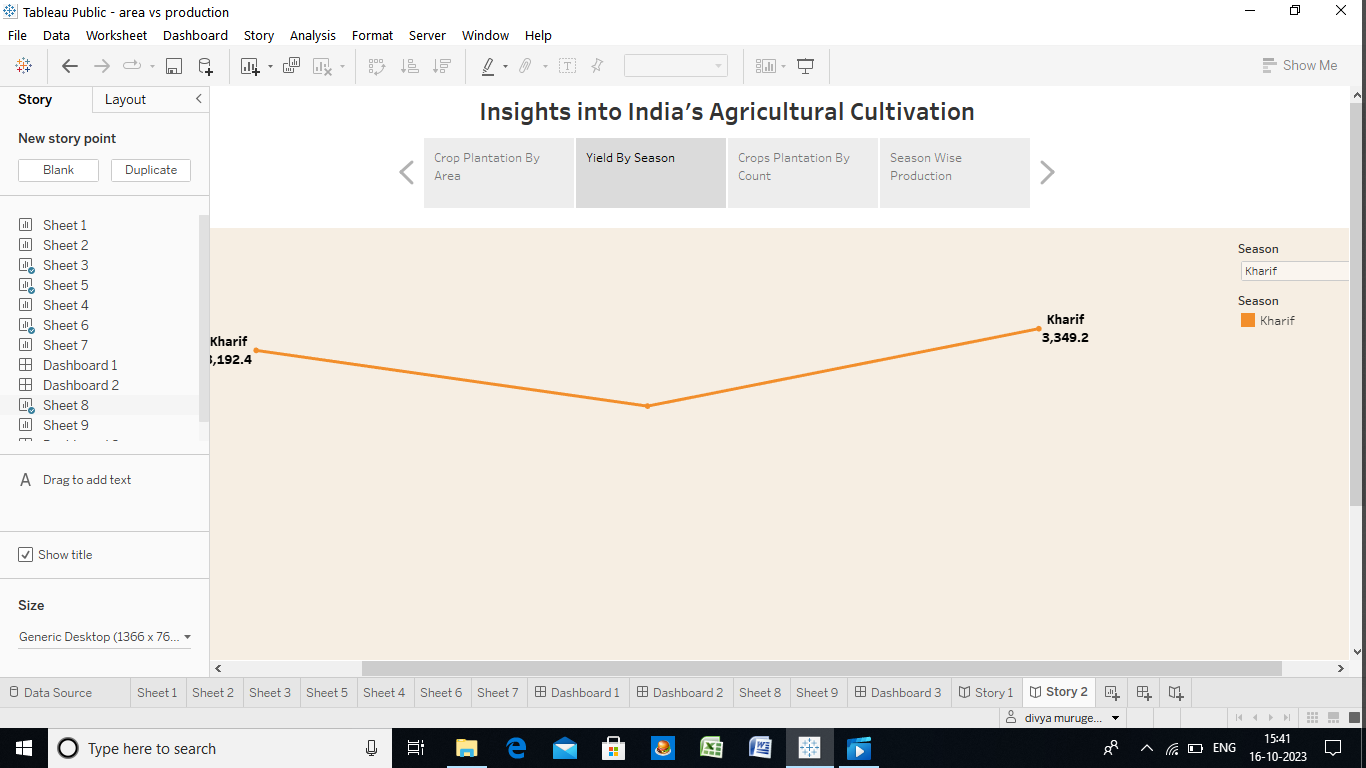 Tableau Public - area vs production
File Data Worksheet Dashboard Story Analysis Format Server Window Help
Show Me
Story Layout
New story point
Blank Duplicate
Sheet 1
Sheet 2
Sheet 3
Sheet 5
Sheet 4
Sheet 6
Sheet 7
Dashboard 1
Dashboard 2
Sheet 8
Sheet 9
A Drag to add text
Show title
Size
Generic Desktop (1366 x 76...
Insights into India's Agricultural Cultivation
Crop Plantation By
Area
Yield By Season
Crops Plantation By
Count
Season Wise
Production
Kharif
3,192.4
Kharif
3,349.2
Season
Kharif
Season
Kharif
Data Source Sheet 1 Sheet 2 Sheet 3 Sheet 5 Sheet 4 Sheet 6 Sheet 7 Dashboard 1 Dashboard 2 Sheet 8 Sheet 9 Dashboard 3 Story 1 Story 2
divya muruge...
Type here to search
ENG
15:41
16-10-2023